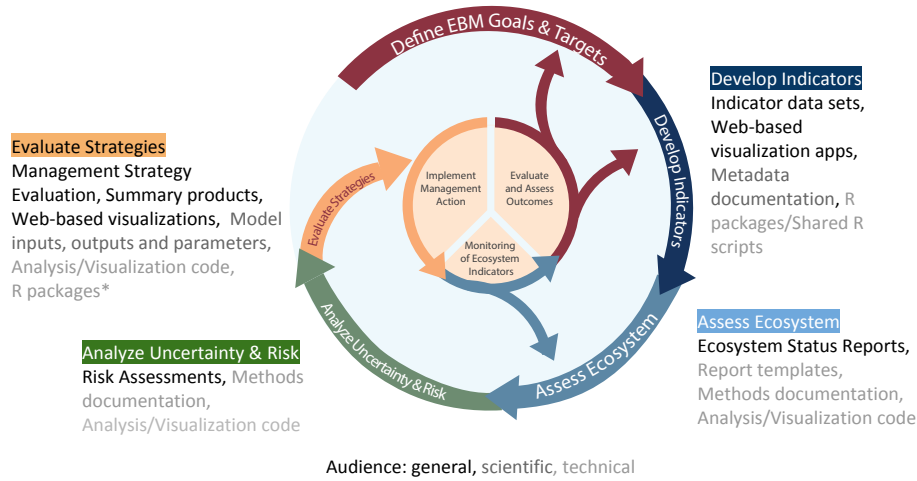 Define EBM Goals & Targets
Develop Indicators
Indicator data sets,
Web-based
visualization apps,
Metadata
documentation, R
packages/Shared R
scripts
Develop Indicators
Evaluate Strategies
Management Strategy
Evaluation, Summary products,
Web-based visualizations, Model
inputs, outputs and parameters,
Analysis/Visualization code,
R packages*
Evaluate Strategies
Implement
Management
Action
Evaluate
and Assess
Outcomes
Monitoring
of Ecosystem
Indicators
Analyze Uncertainty & Risk
Assess Ecosystem
Assess Ecosystem
Ecosystem Status Reports,
Report templates,
Methods documentation,
Analysis/Visualization code
Analyze Uncertainty & Risk
Risk Assessments, Methods
documentation,
Analysis/Visualization code
Audience: general, scientific, technical